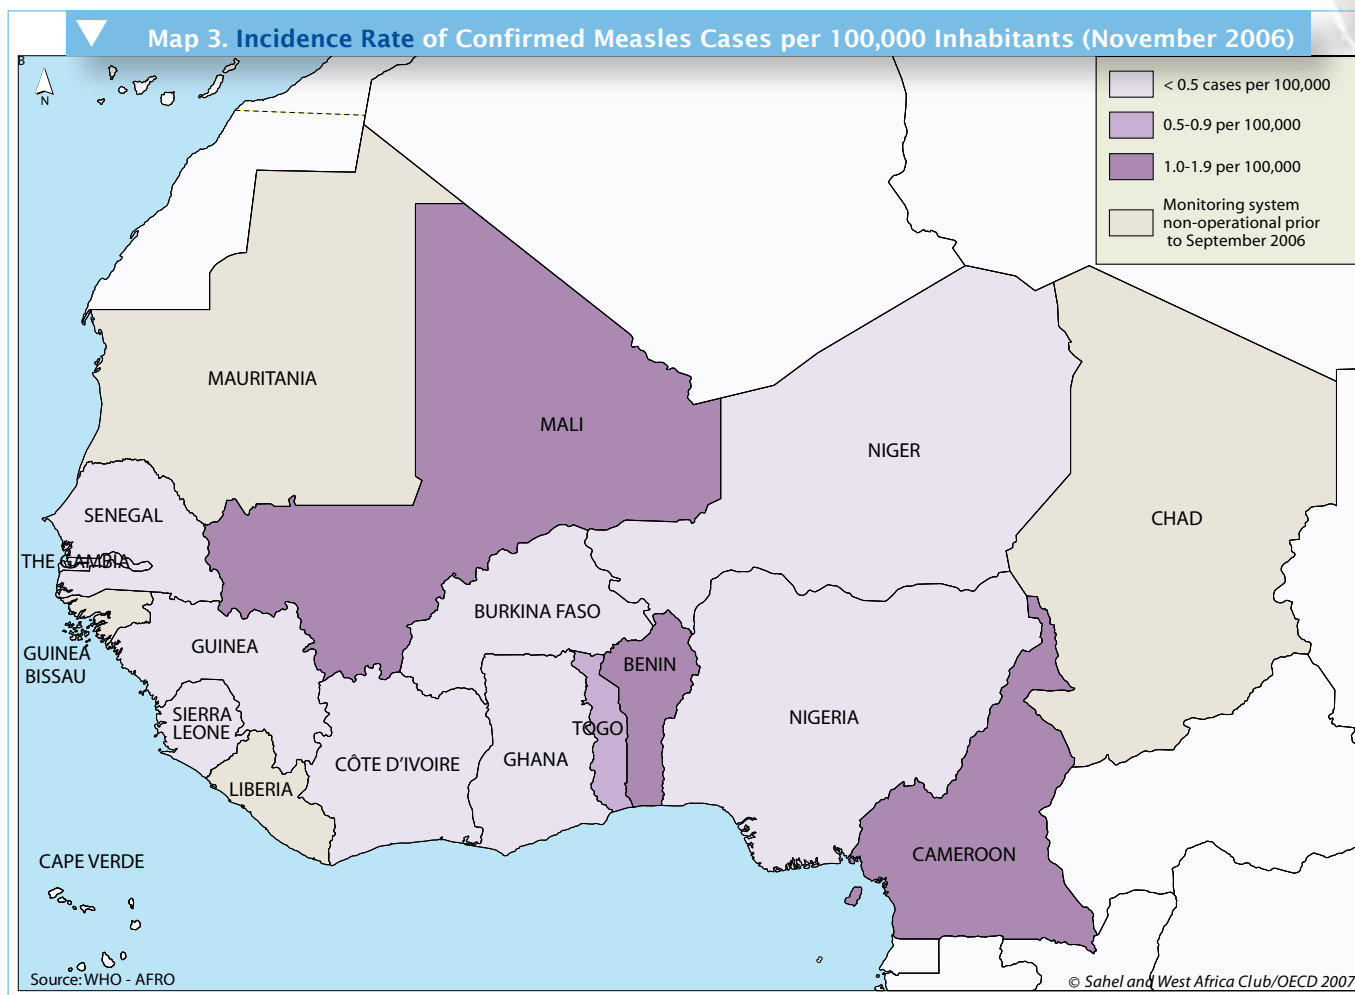 Map 3. Incidence Rate of Confirmed Measles Cases per 100,000 Inhabitants (November 2006)
B
N
< 0.5 cases per 100,000
0.5-0.9 per 100,000
1.0-1.9 per 100,000
Monitoring system
non-operational prior
to September 2006
MAURITANIA
MALI
NIGER
SENEGAL
CHAD
THE GAMBIA
BURKINA FASO
GUINEA
GUINEA
BISSAU
BENIN
SIERRA
LEONE
NIGERIA
TOGO
CÔTE D'IVOIRE
GHANA
LIBERIA
CAMEROON
CAPE VERDE
Source: WHO - AFRO
© Sahel and West Africa Club/OECD 2007